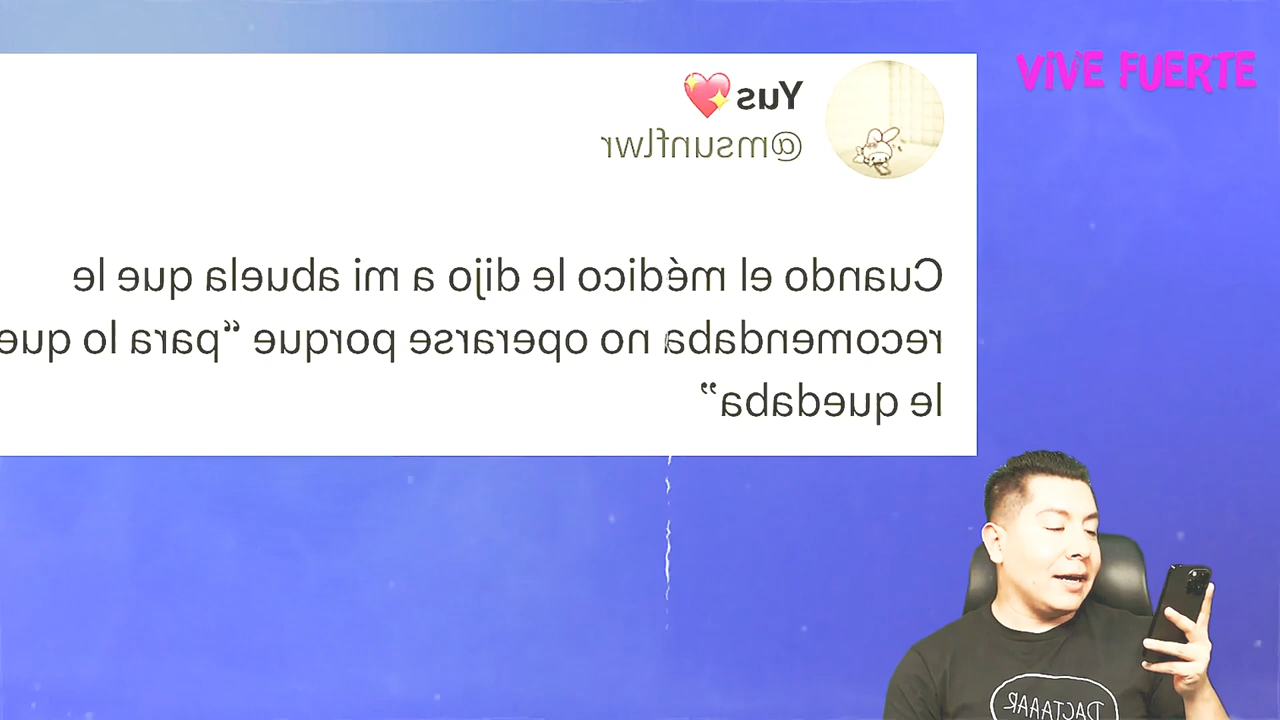 VIVE FUERTE
Yus
@msunflwr
Cuando el médico le dijo a mi abuela que le
recomendaba no operarse porque “para lo que
le quedaba”